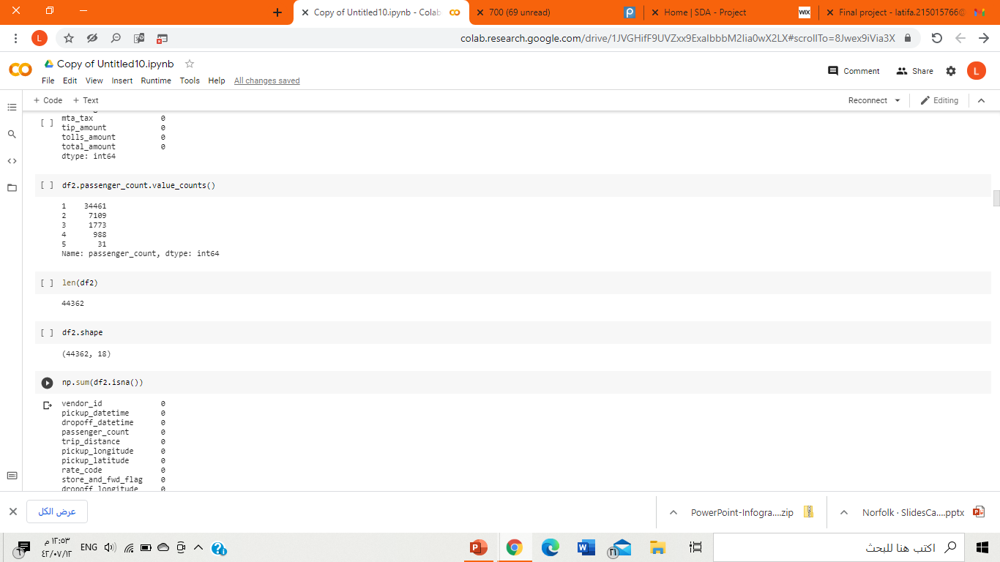 Copy of Untitled10.ipynb - Colab
700 (69 unread)
Home | SDA - Project
WIX
Final project - latifa.215015766@
L
colab.research.google.com/drive/1JVGHifF9UVZxx9ExaIbbbM2Iia0wX2LX#scrollTo=8Jwex9iVia3X
Copy of Untitled10.ipynb
File Edit View Insert Runtime Tools Help All changes saved
Comment Share L
+ Code + Text
Reconnect Editing
mta_tax 0
[ ] tip_amount 0
tolls_amount 0
total_amount 0
dtype: int64
[ ] df2.passenger_count.value_counts()
1 34461
2 7109
3 1773
4 988
5 31
Name: passenger_count, dtype: int64
[ ] len(df2)
44362
[ ] df2.shape
(44362, 18)
np.sum(df2.isna())
vendor_id 0
pickup_datetime 0
dropoff_datetime 0
passenger_count 0
trip_distance 0
pickup_longitude 0
pickup_latitude 0
rate_code 0
store_and_fwd_flag 0
dropoff_longitude 0
عرض الكل
PowerPoint-Infogra....zip
Norfolk · SlidesCa....pptx
١٢:٥٣ م
٤٢/٠٧/١٣
ENG
٢١
اكتب هنا للبحث